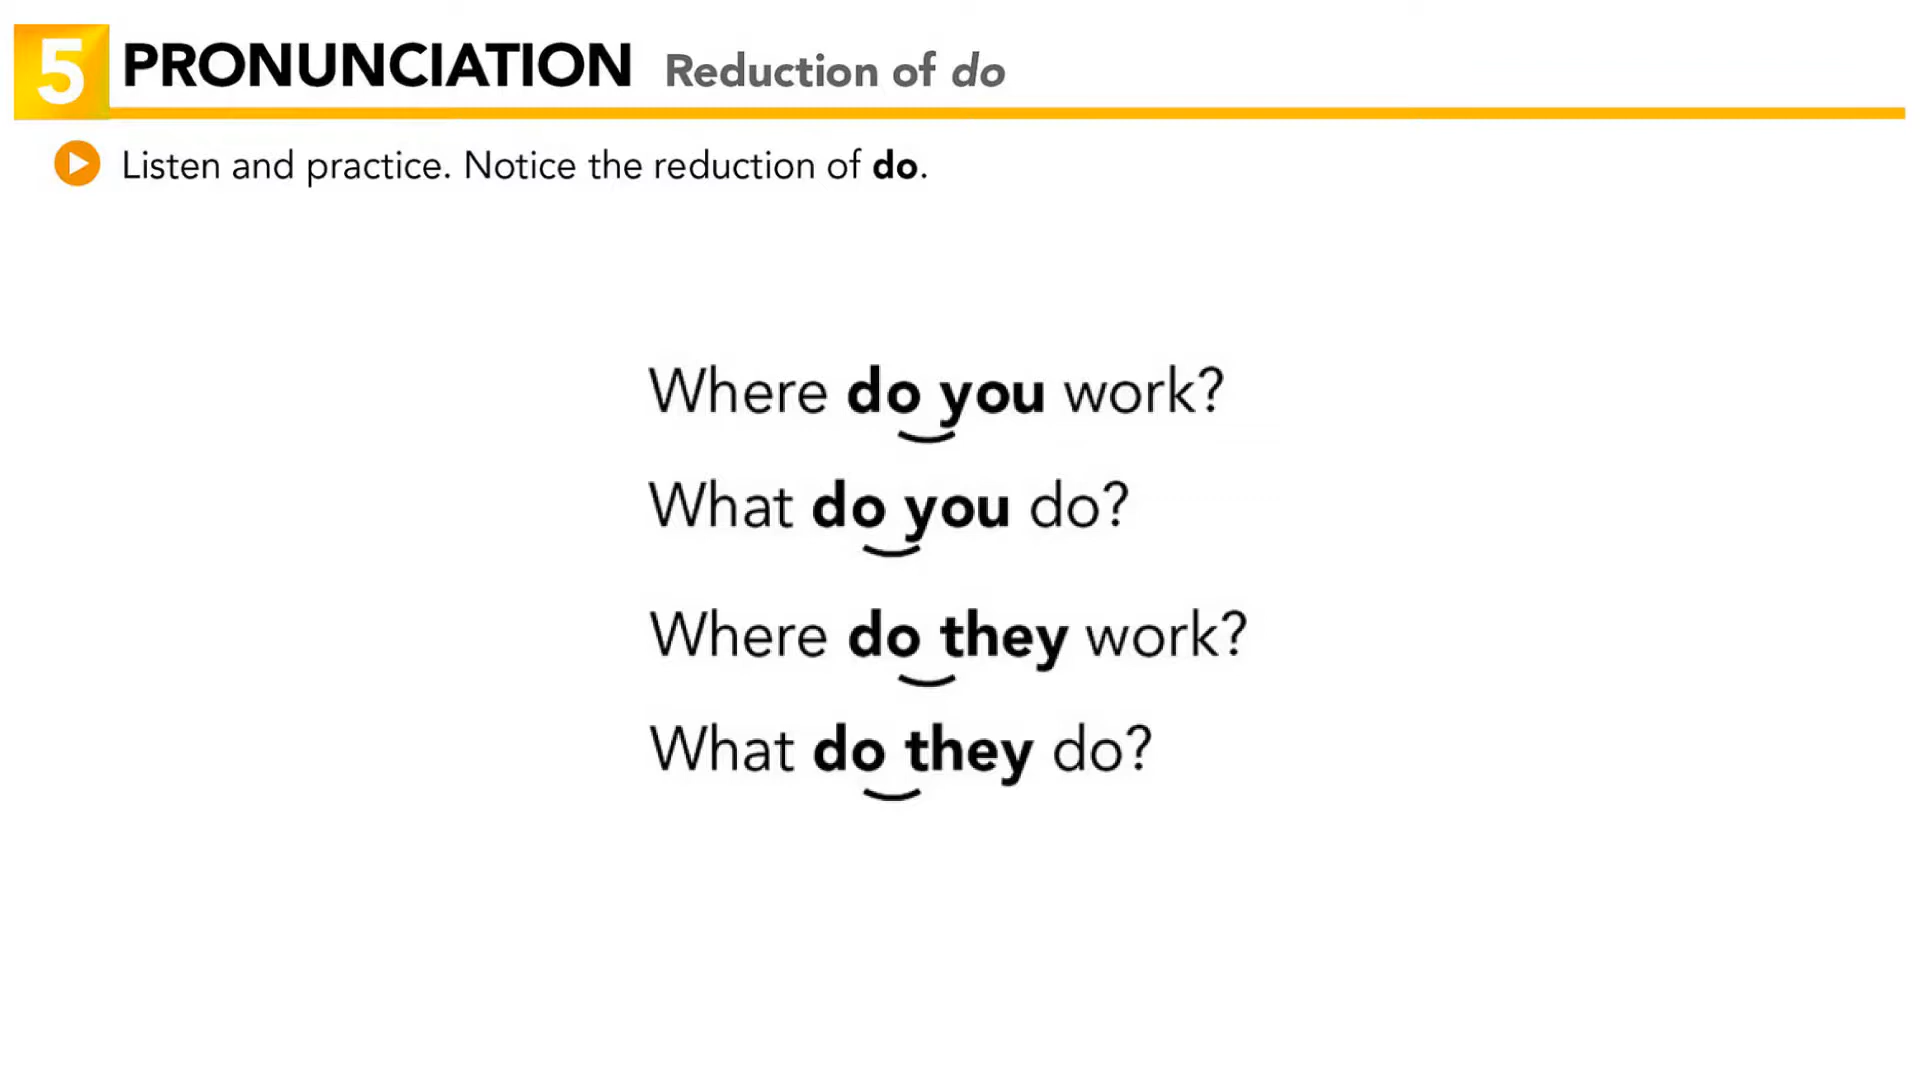 5 PRONUNCIATION Reduction of do
Listen and practice. Notice the reduction of do.
Where do you work?
What do you do?
Where do they work?
What do they do?